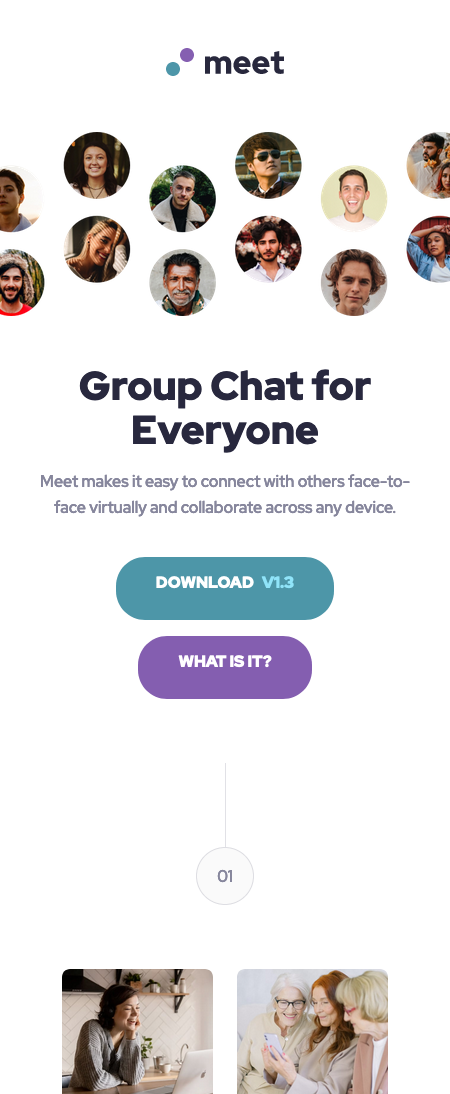 meet
Group Chat for
Everyone
Meet makes it easy to connect with others face-to-
face virtually and collaborate across any device.
DOWNLOAD V1.3
WHAT IS IT?
01